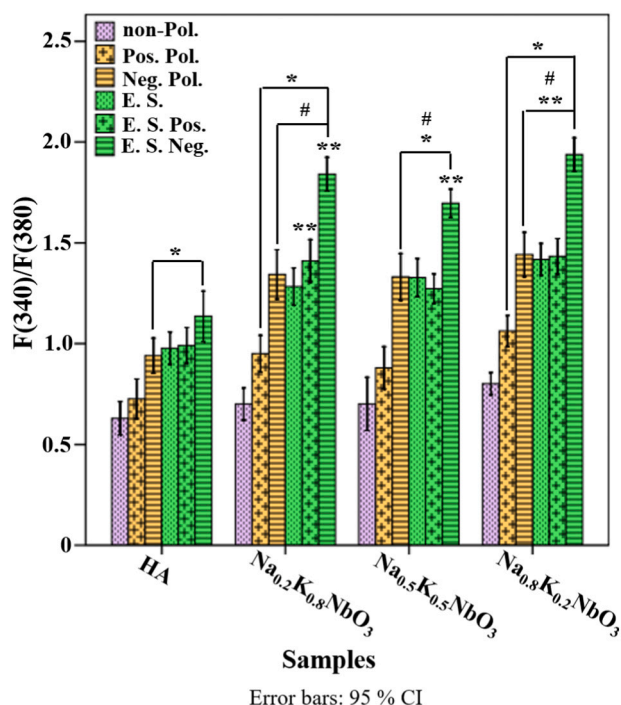 non-Pol.
Pos. Pol.
Neg. Pol.
E. S.
E. S. Pos.
E. S. Neg.
F(340)/F(380)
2.5
2.0
1.5
1.0
0.5
0
*
*
#
**
**
#
*
**
*
#
**
HA
Na0.2K0.8NbO3
Na0.5K0.5NbO3
Na0.8K0.2NbO3
Samples
Error bars: 95 % CI